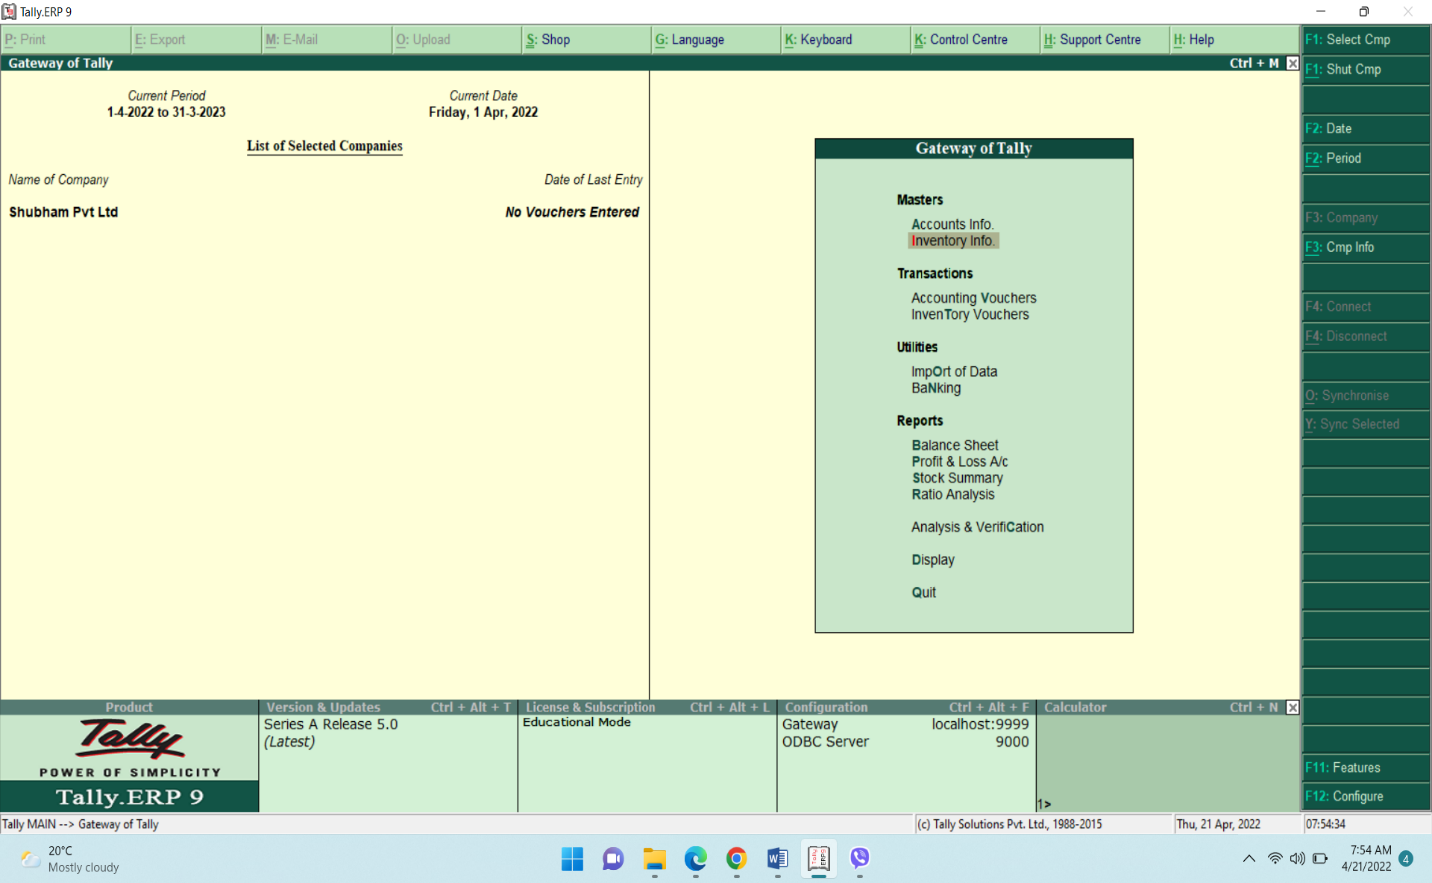 Tally.ERP 9
P: Print
E: Export
M: E-Mail
O: Upload
S: Shop
G: Language
K: Keyboard
K: Control Centre
H: Support Centre
H: Help
Gateway of Tally
Ctrl + M
Current Period
1-4-2022 to 31-3-2023
Current Date
Friday, 1 Apr, 2022
List of Selected Companies
Name of Company
Date of Last Entry
Shubham Pvt Ltd
No Vouchers Entered
Gateway of Tally
Masters
Accounts Info.
Inventory Info.
Transactions
Accounting Vouchers
InvenTory Vouchers
Utilities
ImpOrt of Data
BaNking
Reports
Balance Sheet
Profit & Loss A/c
Stock Summary
Ratio Analysis
Analysis & VerifiCation
Display
Quit
F1: Select Cmp
F1: Shut Cmp
F2: Date
F2: Period
F3: Company
F3: Cmp Info
F4: Connect
F4: Disconnect
O: Synchronise
Y: Sync Selected
F11: Features
F12: Configure
Product
Tally
POWER OF SIMPLICITY
Tally.ERP 9
Version & Updates
Ctrl + Alt + T
Series A Release 5.0
(Latest)
License & Subscription
Ctrl + Alt + L
Educational Mode
Configuration
Ctrl + Alt + F
Gateway
localhost:9999
ODBC Server
9000
Calculator
Ctrl + N
1>
Tally MAIN --> Gateway of Tally
(c) Tally Solutions Pvt. Ltd., 1988-2015
Thu, 21 Apr, 2022
07:54:34
20°C
Mostly cloudy
7:54 AM
4/21/2022
4